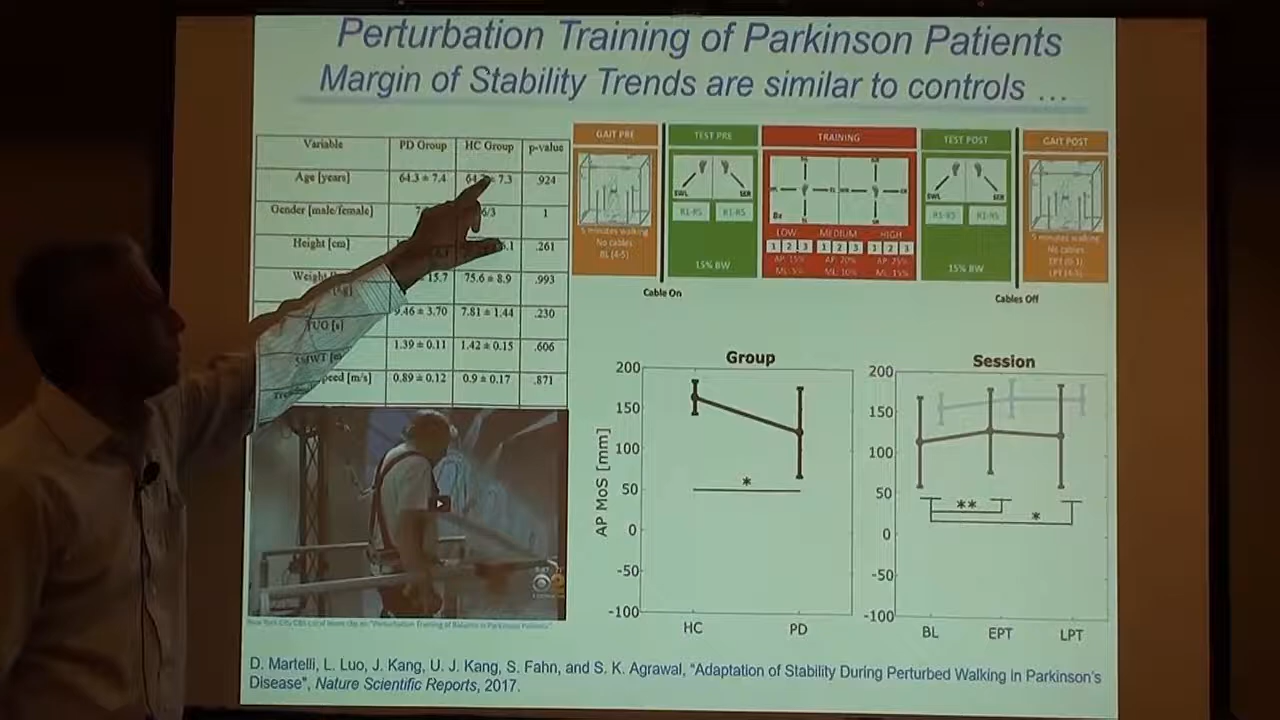 Perturbation Training of Parkinson Patients
Margin of Stability Trends are similar to controls ...
Variable PD Group HC Group p-value
Age [years] 64.3 ± 7.4 7.3 .924
Gender [male/female] 6/3 1
Height [cm] .261
Weight 15.7 75.6 ± 8.9 .993
TUG [s] 9.46 ± 3.70 7.81 ± 1.44 .230
1.39 ± 0.11 1.42 ± 0.15 .606
speed [m/s] 0.89 ± 0.12 0.9 ± 0.17 .871
GAIT PRE
5 minutes walking
No cables
BL (4-5)
TEST PRE
SWL SER
R1-R5 R1-R5
15% BW
TRAINING
LOW MEDIUM HIGH
1 2 3 1 2 3 1 2 3
AP: 15% AP: 20% AP: 25%
ML: 5% ML: 10% ML: 15%
TEST POST
SWL SER
R1-R5 R1-R5
15% BW
GAIT POST
5 minutes walking
No cables
EPT (0-1)
LPT (4-5)
Cable On
Cables Off
Group
AP MoS [mm]
200
150
100
50
0
-50
-100
*
HC PD
Session
200
150
100
50
0
-50
-100
**
*
BL EPT LPT
2
D. Martelli, L. Luo, J. Kang, U. J. Kang, S. Fahn, and S. K. Agrawal, "Adaptation of Stability During Perturbed Walking in Parkinson's
Disease", Nature Scientific Reports, 2017.